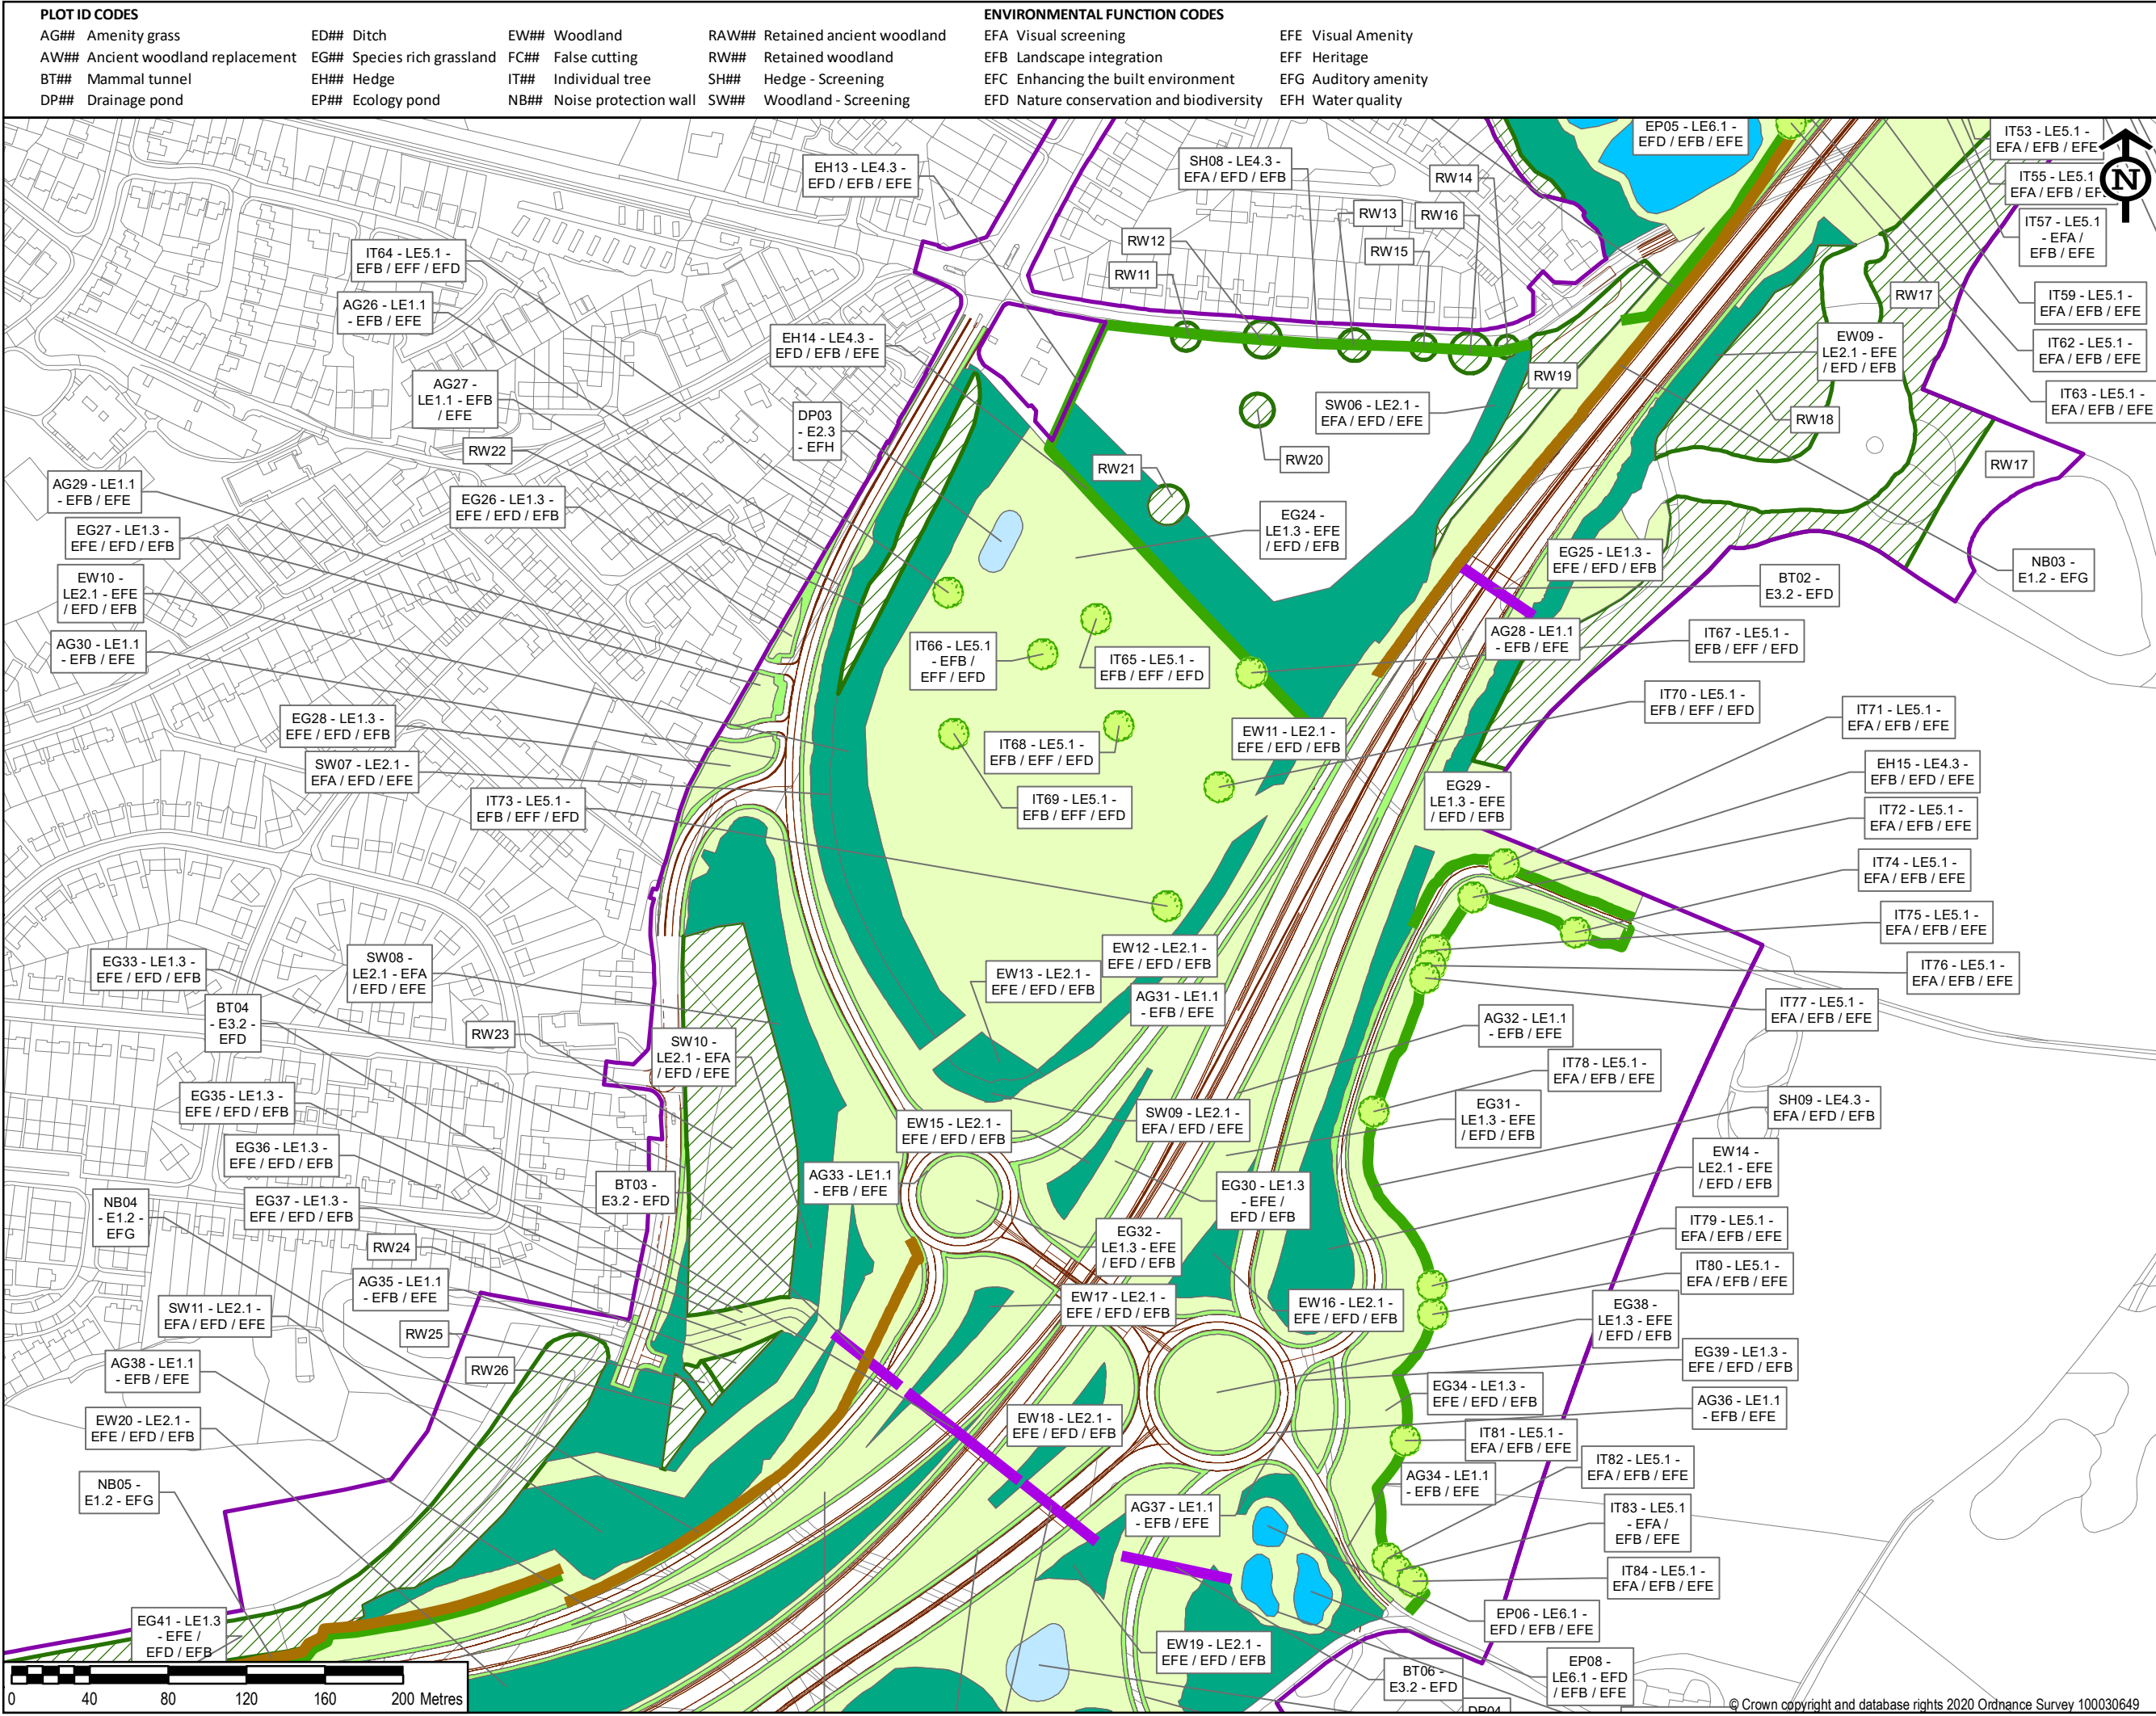 PLOT ID CODES
AG## Amenity grass
AW## Ancient woodland replacement
BT## Mammal tunnel
DP## Drainage pond
ED## Ditch
EG## Species rich grassland
EH## Hedge
EP## Ecology pond
EW## Woodland
FC## False cutting
IT## Individual tree
NB## Noise protection wall
RAW## Retained ancient woodland
RW## Retained woodland
SH## Hedge - Screening
SW## Woodland - Screening
ENVIRONMENTAL FUNCTION CODES
EFA Visual screening
EFB Landscape integration
EFC Enhancing the built environment
EFD Nature conservation and biodiversity
EFE Visual Amenity
EFF Heritage
EFG Auditory amenity
EFH Water quality
EH13 - LE4.3 -
EFD / EFB / EFE
SH08 - LE4.3 -
EFA / EFD / EFB
RW14
EP05 - LE6.1 -
EFD / EFB / EFE
IT53 - LE5.1 -
EFA / EFB / EFE
N
IT55 - LE5.1
EFA / EFB /
IT57 - LE5.1
- EFA /
EFB / EFE
RW13
RW16
RW12
RW15
RW11
IT64 - LE5.1 -
EFB / EFF / EFD
AG26 - LE1.1
- EFB / EFE
RW17
IT59 - LE5.1 -
EFA / EFB / EFE
EH14 - LE4.3 -
EFD / EFB / EFE
EW09 -
LE2.1 - EFE
/ EFD / EFB
IT62 - LE5.1 -
EFA / EFB / EFE
AG27 -
LE1.1 - EFB
/ EFE
RW19
IT63 - LE5.1 -
EFA / EFB / EFE
DP03
- E2.3
- EFH
SW06 - LE2.1 -
EFA / EFD / EFE
RW18
RW22
RW21
RW20
RW17
AG29 - LE1.1
- EFB / EFE
EG26 - LE1.3 -
EFE / EFD / EFB
EG24 -
LE1.3 - EFE
/ EFD / EFB
EG27 - LE1.3 -
EFE / EFD / EFB
EG25 - LE1.3 -
EFE / EFD / EFB
NB03 -
E1.2 - EFG
EW10 -
LE2.1 - EFE
/ EFD / EFB
BT02 -
E3.2 - EFD
AG30 - LE1.1
- EFB / EFE
IT66 - LE5.1
- EFB /
EFF / EFD
IT65 - LE5.1 -
EFB / EFF / EFD
AG28 - LE1.1
- EFB / EFE
IT67 - LE5.1 -
EFB / EFF / EFD
IT70 - LE5.1 -
EFB / EFF / EFD
EG28 - LE1.3 -
EFE / EFD / EFB
IT68 - LE5.1 -
EFB / EFF / EFD
EW11 - LE2.1 -
EFE / EFD / EFB
IT71 - LE5.1 -
EFA / EFB / EFE
SW07 - LE2.1 -
EFA / EFD / EFE
EH15 - LE4.3 -
EFB / EFD / EFE
IT73 - LE5.1 -
EFB / EFF / EFD
IT69 - LE5.1 -
EFB / EFF / EFD
EG29 -
LE1.3 - EFE
/ EFD / EFB
IT72 - LE5.1 -
EFA / EFB / EFE
IT74 - LE5.1 -
EFA / EFB / EFE
IT75 - LE5.1 -
EFA / EFB / EFE
EG33 - LE1.3 -
EFE / EFD / EFB
SW08 -
LE2.1 - EFA
/ EFD / EFE
EW12 - LE2.1 -
EFE / EFD / EFB
IT76 - LE5.1 -
EFA / EFB / EFE
EW13 - LE2.1 -
EFE / EFD / EFB
AG31 - LE1.1
- EFB / EFE
IT77 - LE5.1 -
EFA / EFB / EFE
BT04
- E3.2 -
EFD
RW23
SW10 -
LE2.1 - EFA
/ EFD / EFE
AG32 - LE1.1
- EFB / EFE
IT78 - LE5.1 -
EFA / EFB / EFE
EG35 - LE1.3 -
EFE / EFD / EFB
EW15 - LE2.1 -
EFE / EFD / EFB
SW09 - LE2.1 -
EFA / EFD / EFE
EG31 -
LE1.3 - EFE
/ EFD / EFB
SH09 - LE4.3 -
EFA / EFD / EFB
EG36 - LE1.3 -
EFE / EFD / EFB
EW14 -
LE2.1 - EFE
/ EFD / EFB
NB04
- E1.2 -
EFG
EG37 - LE1.3 -
EFE / EFD / EFB
BT03 -
E3.2 - EFD
AG33 - LE1.1
- EFB / EFE
EG30 - LE1.3
- EFE /
EFD / EFB
IT79 - LE5.1 -
EFA / EFB / EFE
RW24
EG32 -
LE1.3 - EFE
/ EFD / EFB
IT80 - LE5.1 -
EFA / EFB / EFE
AG35 - LE1.1
- EFB / EFE
EW17 - LE2.1 -
EFE / EFD / EFB
EW16 - LE2.1 -
EFE / EFD / EFB
EG38 -
LE1.3 - EFE
/ EFD / EFB
SW11 - LE2.1 -
EFA / EFD / EFE
RW25
EG39 - LE1.3 -
EFE / EFD / EFB
AG38 - LE1.1
- EFB / EFE
RW26
EG34 - LE1.3 -
EFE / EFD / EFB
AG36 - LE1.1
- EFB / EFE
EW20 - LE2.1 -
EFE / EFD / EFB
EW18 - LE2.1 -
EFE / EFD / EFB
IT81 - LE5.1 -
EFA / EFB / EFE
IT82 - LE5.1 -
EFA / EFB / EFE
NB05 -
E1.2 - EFG
AG34 - LE1.1
- EFB / EFE
AG37 - LE1.1
- EFB / EFE
IT83 - LE5.1
- EFA /
EFB / EFE
IT84 - LE5.1 -
EFA / EFB / EFE
EG41 - LE1.3
- EFE /
EFD / EFB
EP06 - LE6.1 -
EFD / EFB / EFE
EW19 - LE2.1 -
EFE / EFD / EFB
BT06 -
E3.2 - EFD
EP08 -
LE6.1 - EFD
/ EFB / EFE
DP04
0 40 80 120 160 200 Metres
© Crown copyright and database rights 2020 Ordnance Survey 100030649